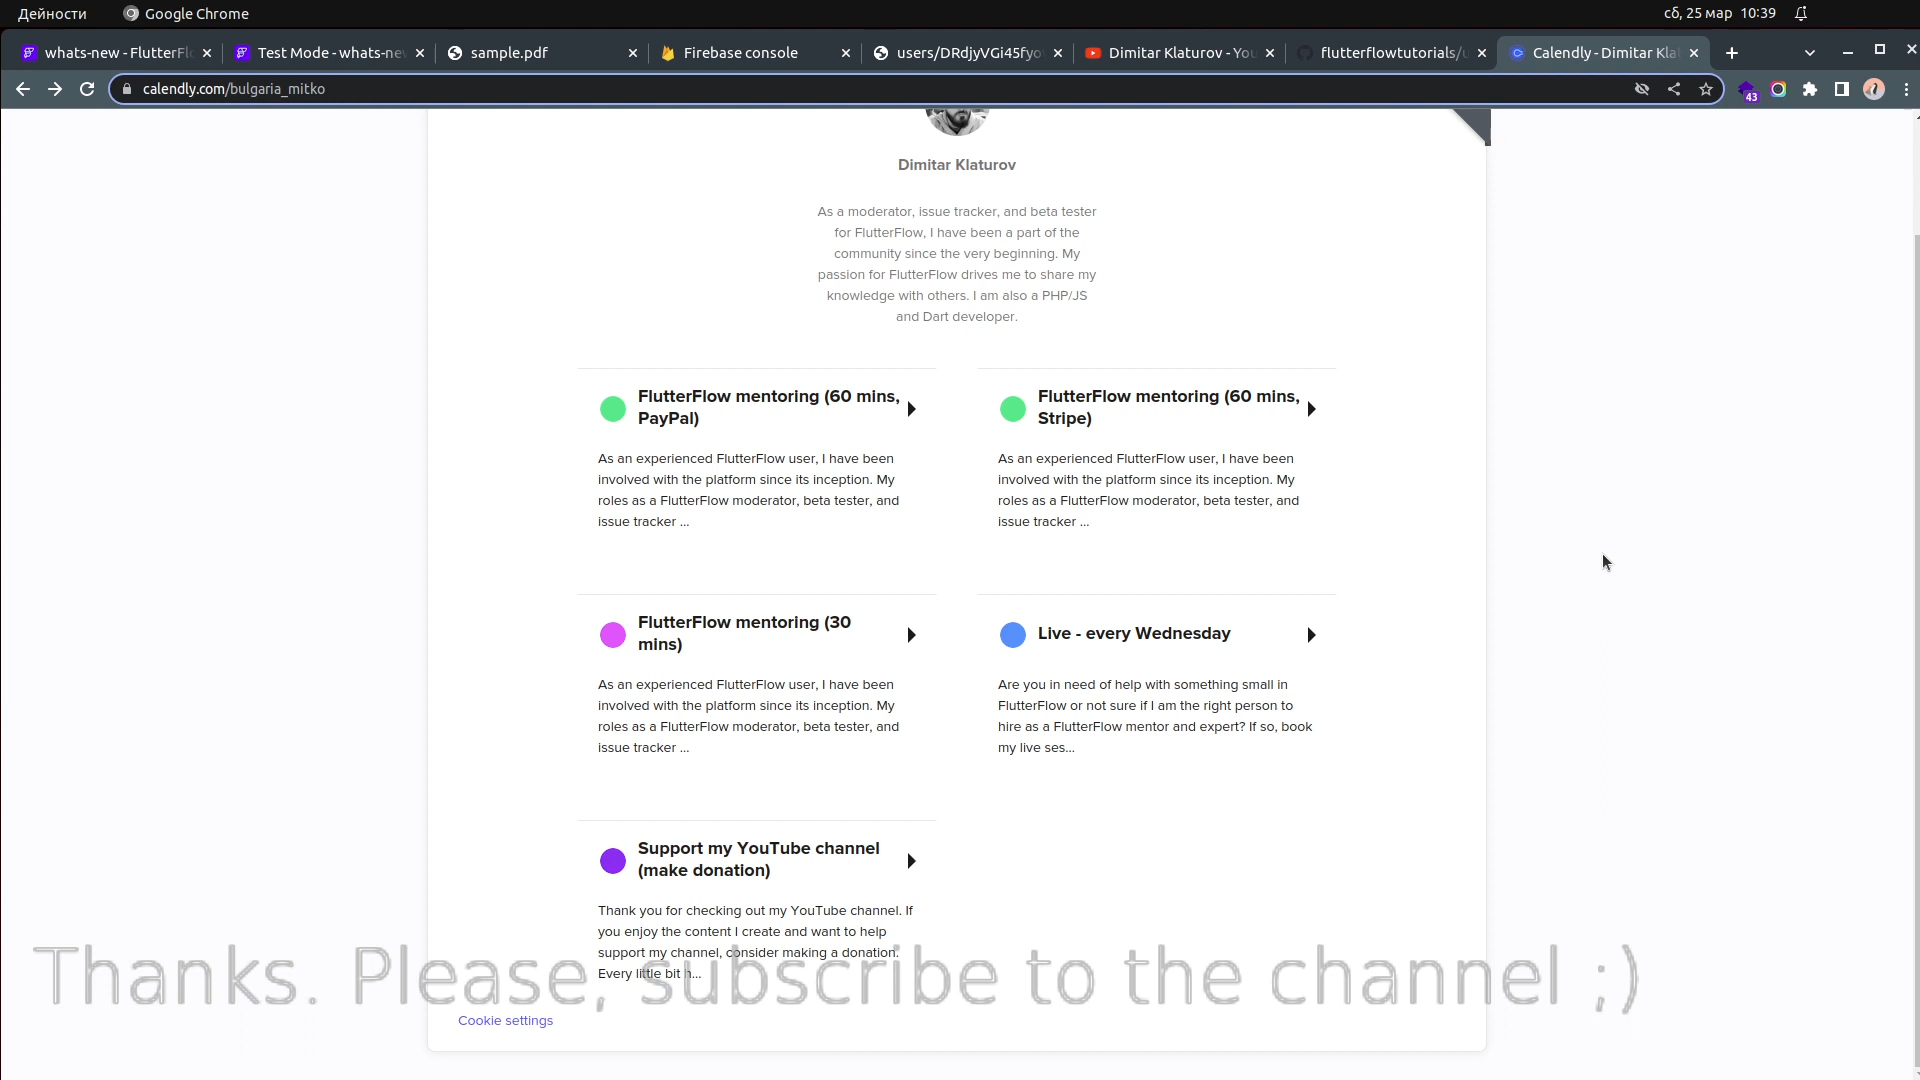 Дейности
Google Chrome
сб, 25 мар 10:39
whats-new - FlutterFl
Test Mode - whats-ne
sample.pdf
Firebase console
users/DRdjyVGi45fyo
Dimitar Klaturov - You
flutterflowtutorials/u
Calendly - Dimitar Kla
calendly.com/bulgaria_mitko
43
Dimitar Klaturov
As a moderator, issue tracker, and beta tester
for FlutterFlow, I have been a part of the
community since the very beginning. My
passion for FlutterFlow drives me to share my
knowledge with others. I am also a PHP/JS
and Dart developer.
FlutterFlow mentoring (60 mins,
PayPal)
As an experienced FlutterFlow user, I have been
involved with the platform since its inception. My
roles as a FlutterFlow moderator, beta tester, and
issue tracker ...
FlutterFlow mentoring (60 mins,
Stripe)
As an experienced FlutterFlow user, I have been
involved with the platform since its inception. My
roles as a FlutterFlow moderator, beta tester, and
issue tracker ...
FlutterFlow mentoring (30
mins)
As an experienced FlutterFlow user, I have been
involved with the platform since its inception. My
roles as a FlutterFlow moderator, beta tester, and
issue tracker ...
Live - every Wednesday
Are you in need of help with something small in
FlutterFlow or not sure if I am the right person to
hire as a FlutterFlow mentor and expert? If so, book
my live ses...
Support my YouTube channel
(make donation)
Thank you for checking out my YouTube channel. If
you enjoy the content I create and want to help
support my channel, consider making a donation.
Every little bit h...
Thanks. Please, subscribe to the channel ;)
Cookie settings